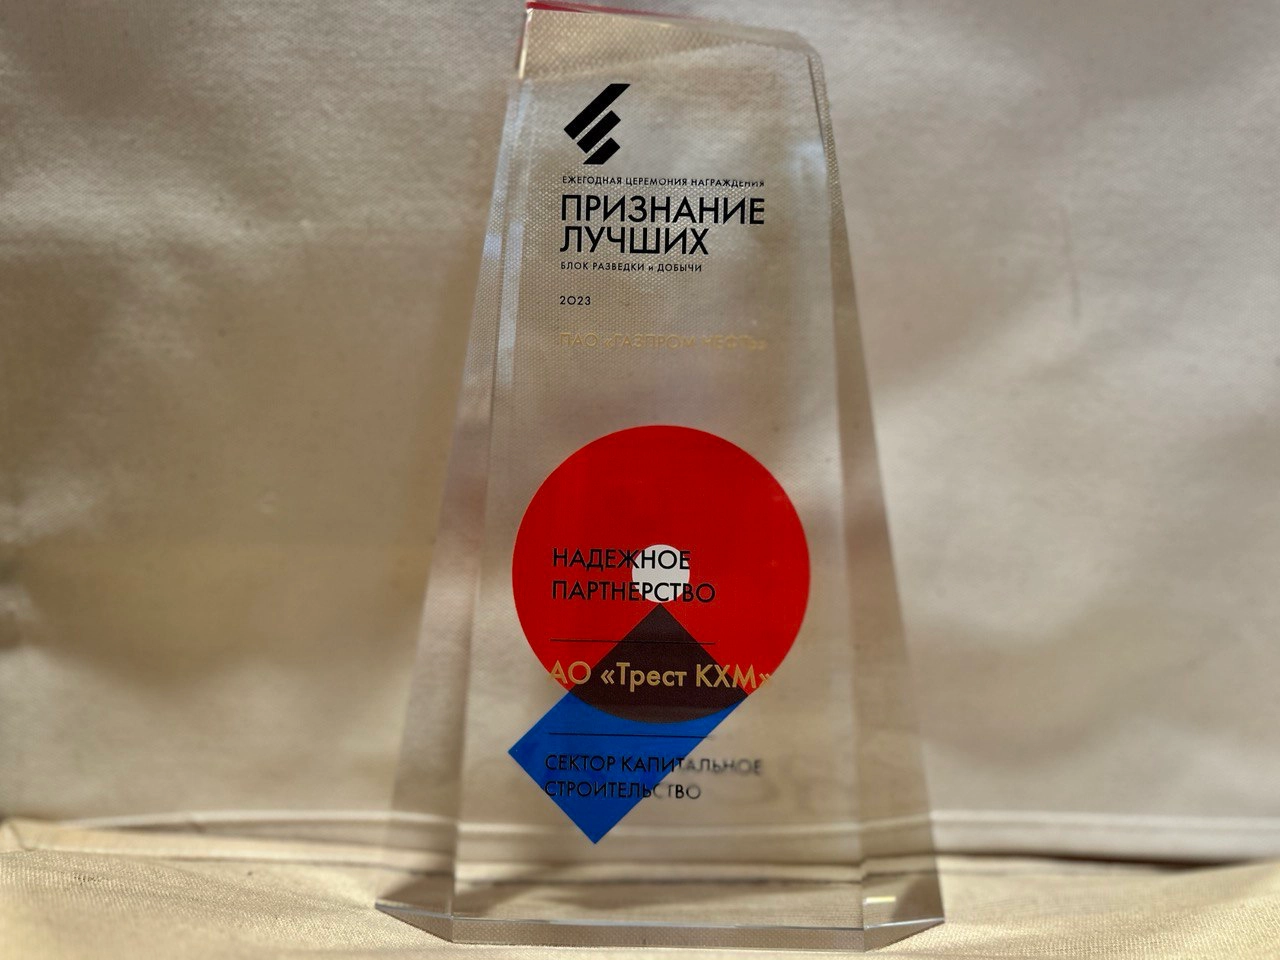 ЕЖЕГОДНАЯ ЦЕРЕМОНИЯ НАГРАЖДЕНИЯ
ПРИЗНАНИЕ
ЛУЧШИХ
БЛОК РАЗВЕДКИ и ДОБЫЧИ
2023
ПАО «ГАЗПРОМ НЕФТЬ»
НАДЕЖНОЕ
ПАРТНЕРСТВО
АО «Трест КХМ»
СЕКТОР КАПИТАЛЬНОЕ
СТРОИТЕЛЬСТВО